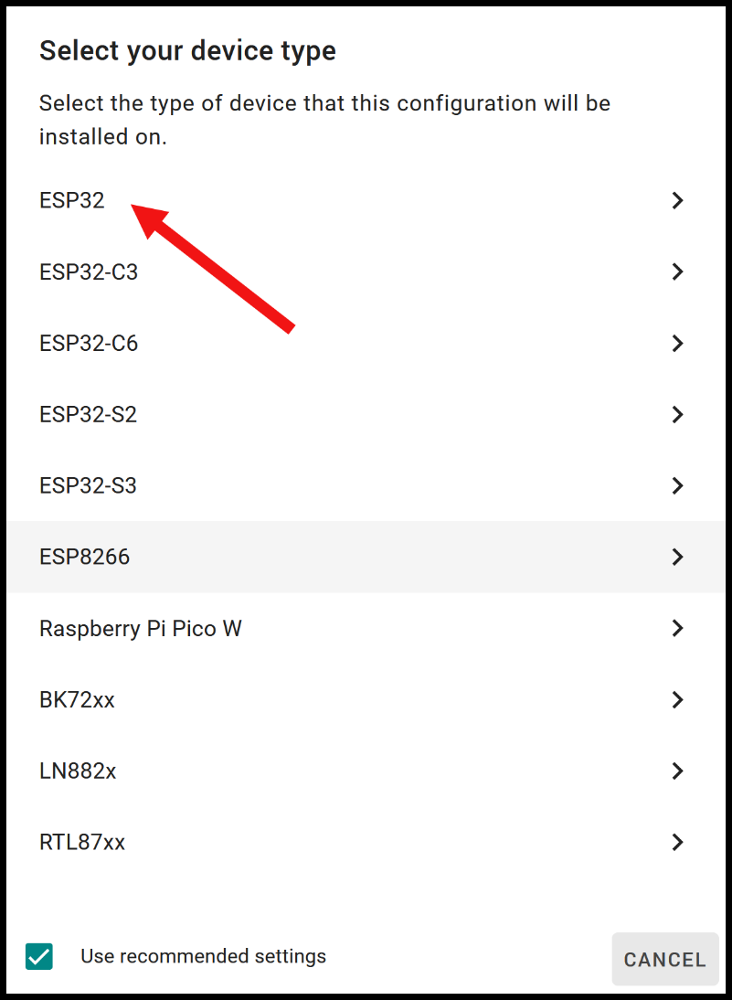 Select your device type
Select the type of device that this configuration will be
installed on.
ESP32
ESP32-C3
ESP32-C6
ESP32-S2
ESP32-S3
ESP8266
Raspberry Pi Pico W
BK72xx
LN882x
RTL87xx
Use recommended settings
CANCEL